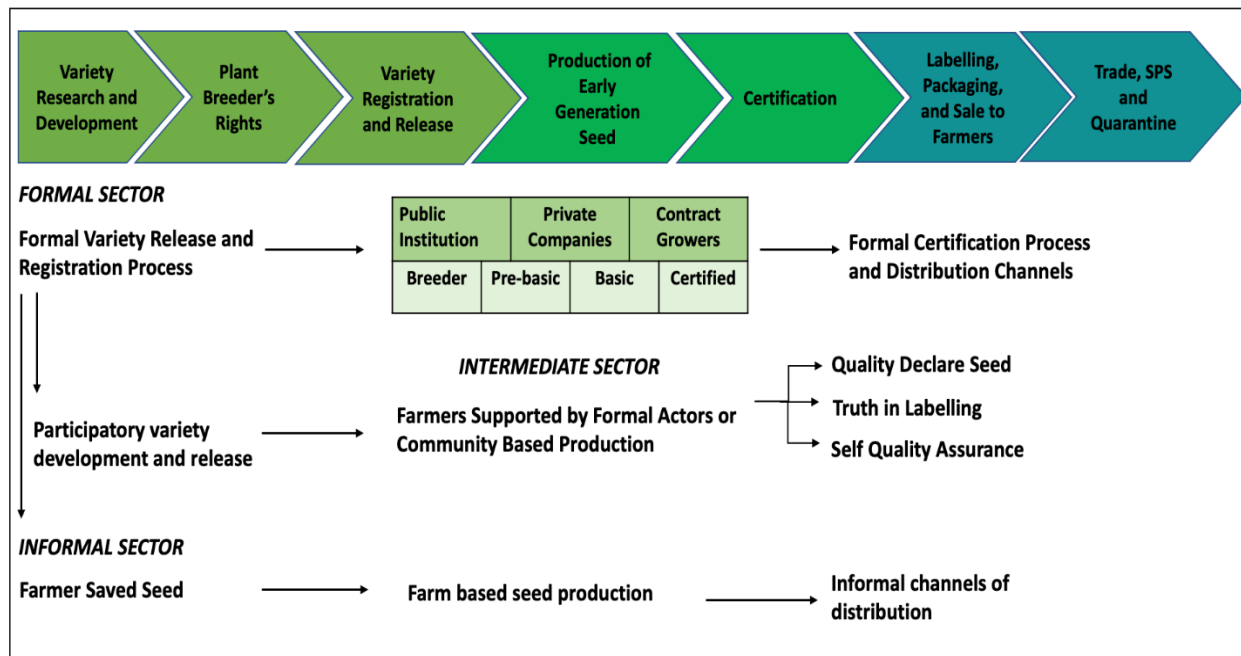 Variety
Research and
Development
Plant
Breeder's
Rights
Variety
Registration
and Release
Production of
Early
Generation
Seed
Certification
Labelling,
Packaging,
and Sale to
Farmers
Trade, SPS
and
Quarantine
FORMAL SECTOR
Formal Variety Release and
Registration Process
Public
Institution
Private
Companies
Contract
Growers
Breeder
Pre-basic
Basic
Certified
Formal Certification Process
and Distribution Channels
INTERMEDIATE SECTOR
Participatory variety
development and release
Farmers Supported by Formal Actors or
Community Based Production
Quality Declare Seed
Truth in Labelling
Self Quality Assurance
INFORMAL SECTOR
Farmer Saved Seed
Farm based seed production
Informal channels of
distribution